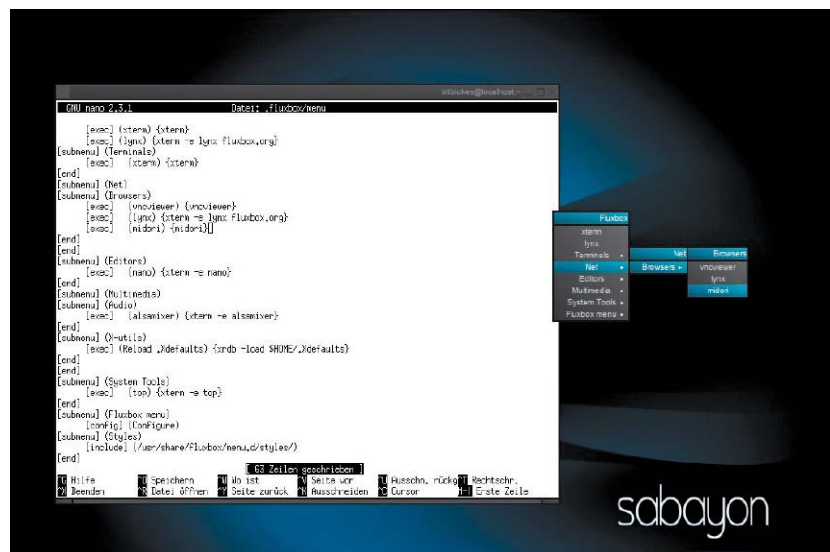 bitbiches@localhost:~
GNU nano 2.3.1 Datei: .fluxbox/menu
[exec] (xterm) {xterm}
[exec] (lynx) {xterm -e lynx fluxbox.org}
[submenu] (Terminals)
[exec] (xterm) {xterm}
[end]
[submenu] (Net)
[submenu] (Browsers)
[exec] (vncviewer) {vncviewer}
[exec] (lynx) {xterm -e lynx fluxbox.org}
[exec] (midori) {midori}
[end]
[end]
[submenu] (Editors)
[exec] (nano) {xterm -e nano}
[end]
[submenu] (Multimedia)
[submenu] (Audio)
[exec] (alsamixer) {xterm -e alsamixer}
[end]
[submenu] (X-utils)
[exec] (Reload .Xdefaults) {xrdb -load $HOME/.Xdefaults}
[end]
[end]
[submenu] (System Tools)
[exec] (top) {xterm -e top}
[end]
[submenu] (Fluxbox menu)
[config] (Configure)
[submenu] (Styles)
[include] (/usr/share/fluxbox/menu.d/styles/)
[end]
[ 63 Zeilen geschrieben ]
^G Hilfe ^O Speichern ^W Wo ist ^V Seite vor ^U Ausschn. rückg ^T Rechtschr.
^X Beenden ^R Datei öffnen ^Y Seite zurück ^K Ausschneiden ^C Cursor M-\ Erste Zeile
Fluxbox
xterm
lynx
Terminals
Net
Editors
Multimedia
System Tools
Fluxbox menu
Net
Browsers
Browsers
vncviewer
lynx
midori
sabayon